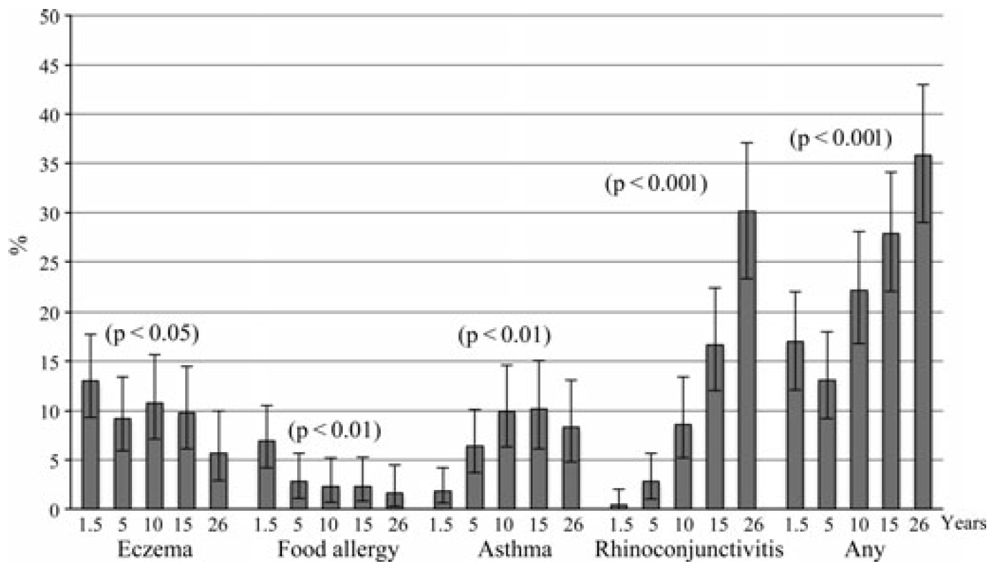 50
45
40
(p < 0.001)
35
(p < 0.001)
30
%
25
20
(p < 0.05)
(p < 0.01)
15
10
(p < 0.01)
5
0
1.5 5 10 15 26 1.5 5 10 15 26 1.5 5 10 15 26 1.5 5 10 15 26 1.5 5 10 15 26 Years
Eczema Food allergy Asthma Rhinoconjunctivitis Any